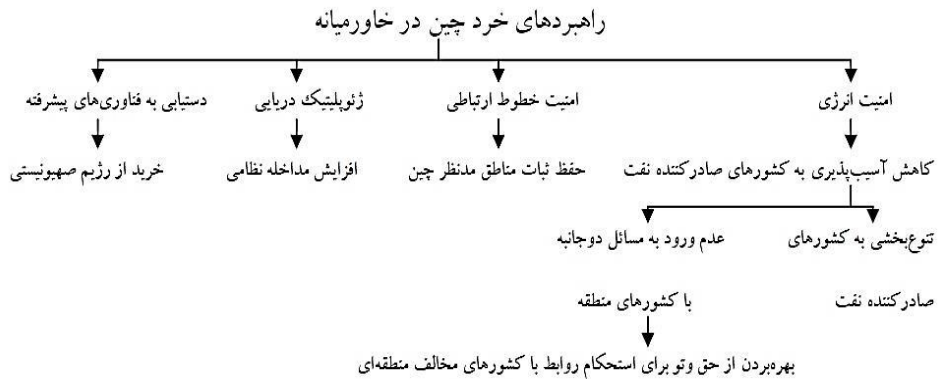 راهبردهای خرد چین در خاورمیانه
امنیت انرژی
امنیت خطوط ارتباطی
ژئوپلیتیک دریایی
دستیابی به فناوری‌های پیشرفته
کاهش آسیب‌پذیری به کشورهای صادرکننده نفت
حفظ ثبات مناطق مدنظر چین
افزایش مداخله نظامی
خرید از رژیم صهیونیستی
تنوع‌بخشی به کشورهای
صادرکننده نفت
عدم ورود به مسائل دوجانبه
با کشورهای منطقه
بهره‌بردن از حق وتو برای استحکام روابط با کشورهای مخالف منطقه‌ای